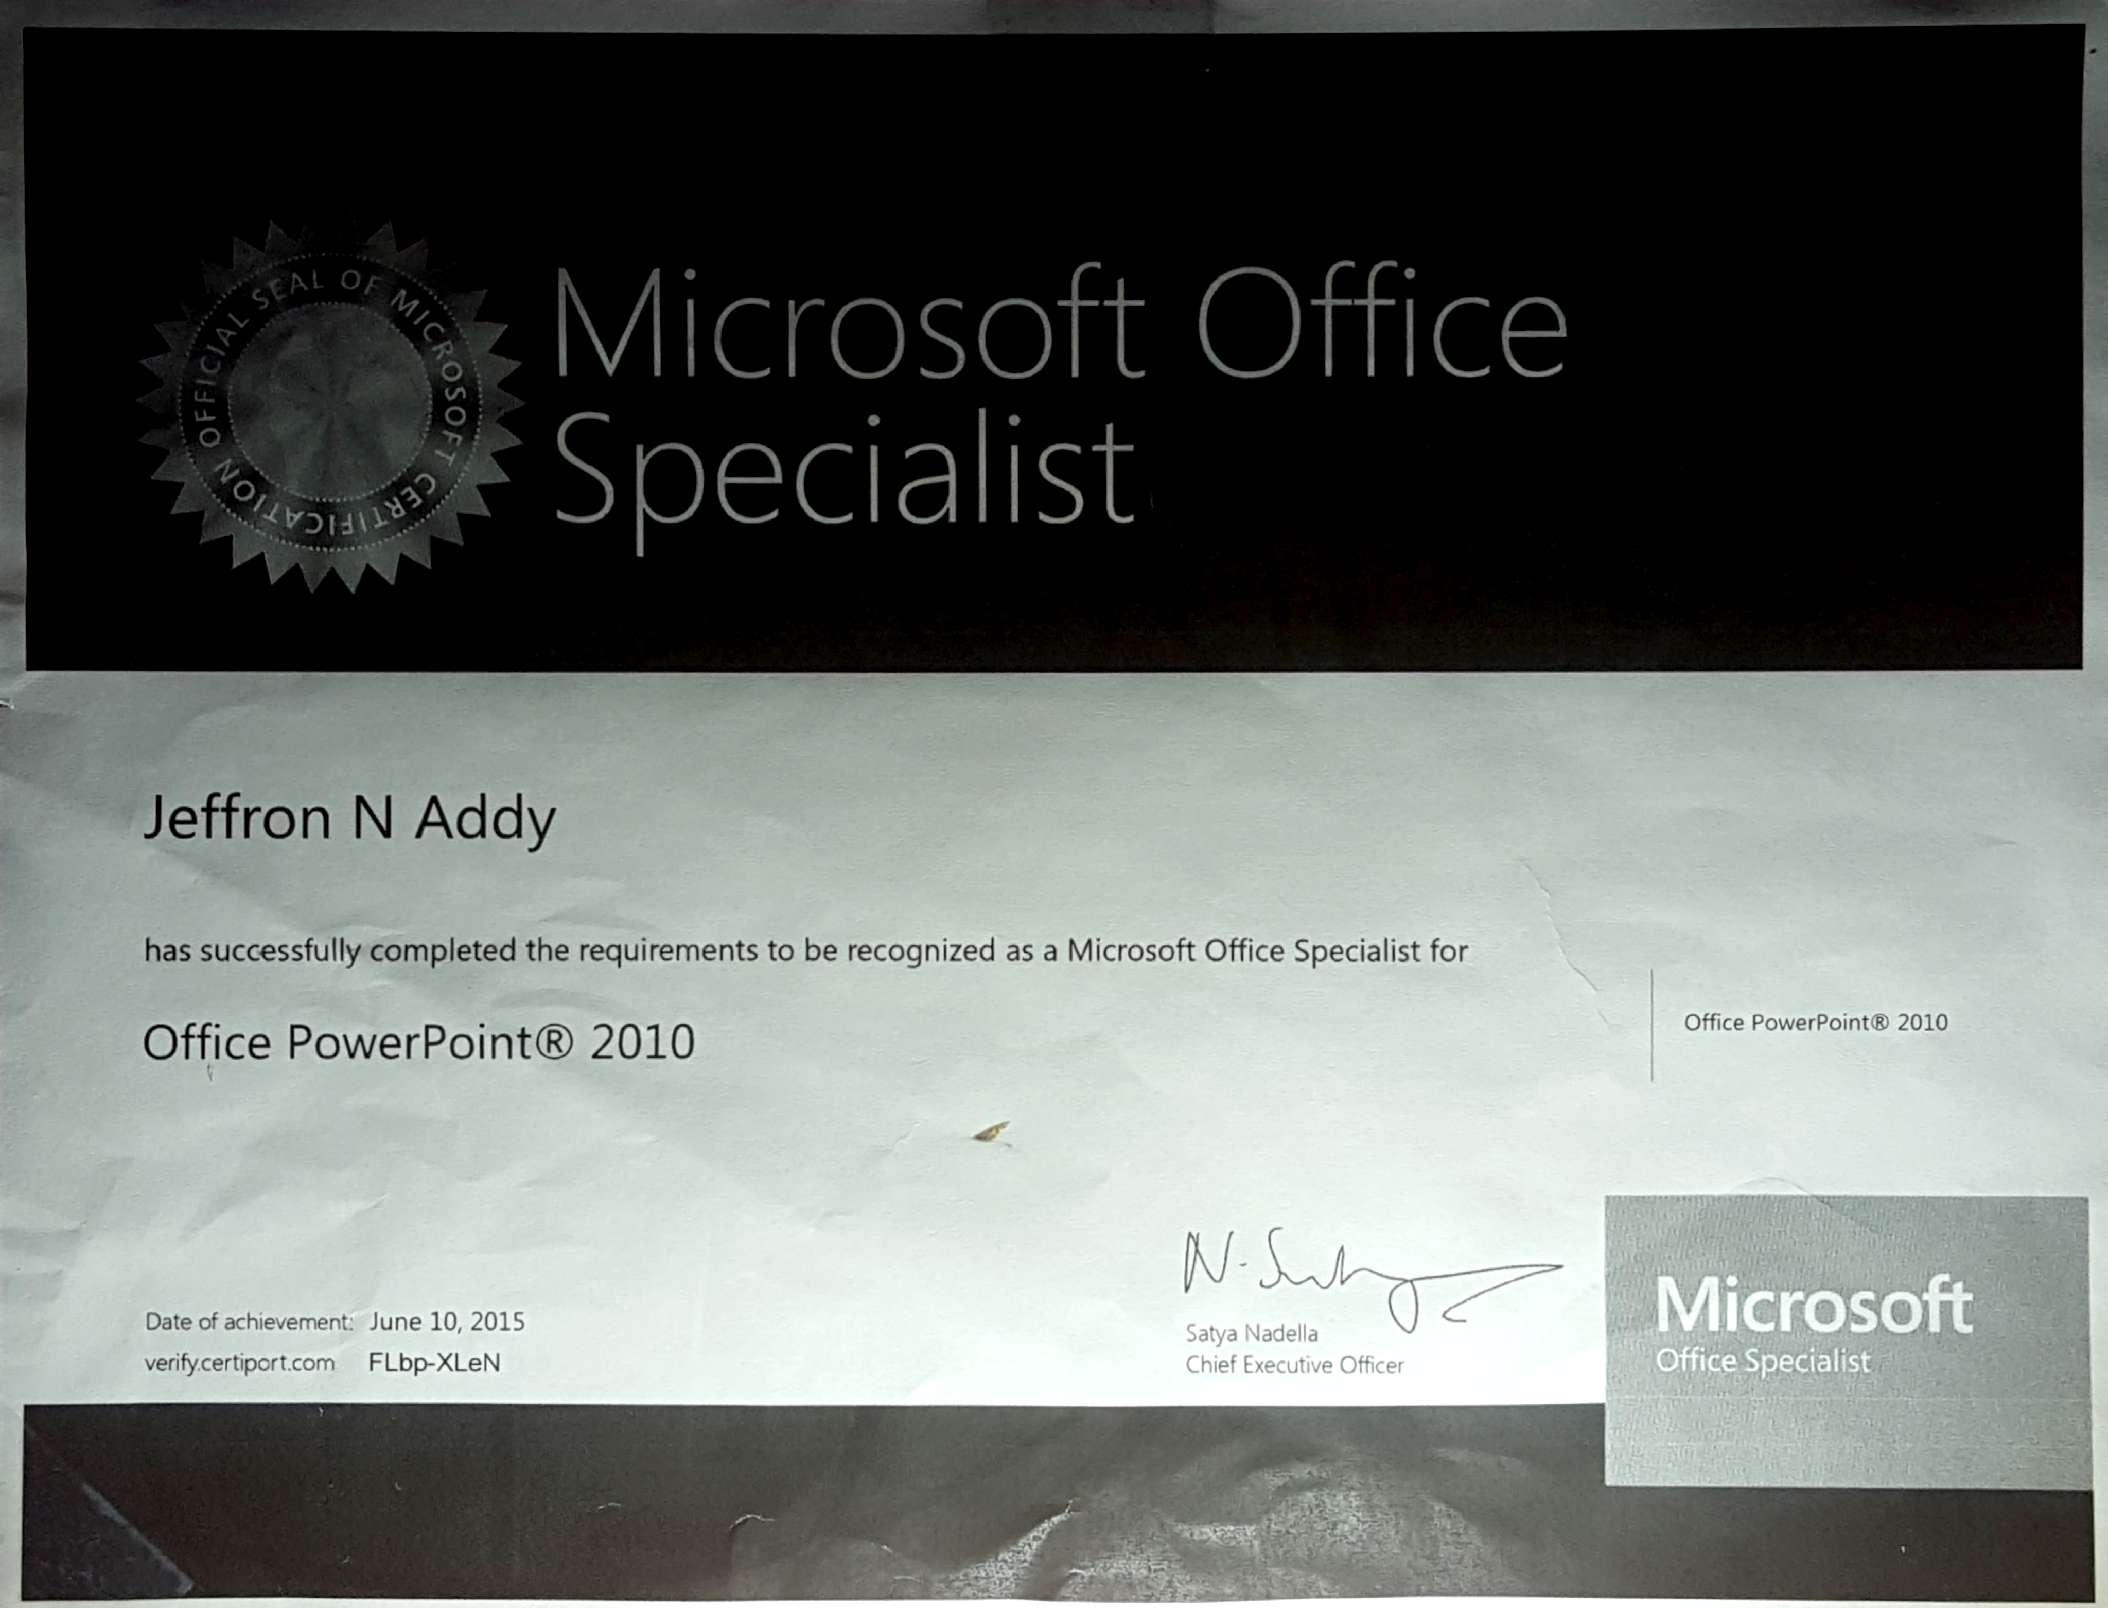 OFFICIAL SEAL OF MICROSOFT CERTIFICATION
Microsoft Office
Specialist
Jeffron N Addy
has successfully completed the requirements to be recognized as a Microsoft Office Specialist for
Office PowerPoint® 2010
Office PowerPoint® 2010
N. Satya
Date of achievement: June 10, 2015
verify.certiport.com FLbp-XLeN
Satya Nadella
Chief Executive Officer
Microsoft
Office Specialist